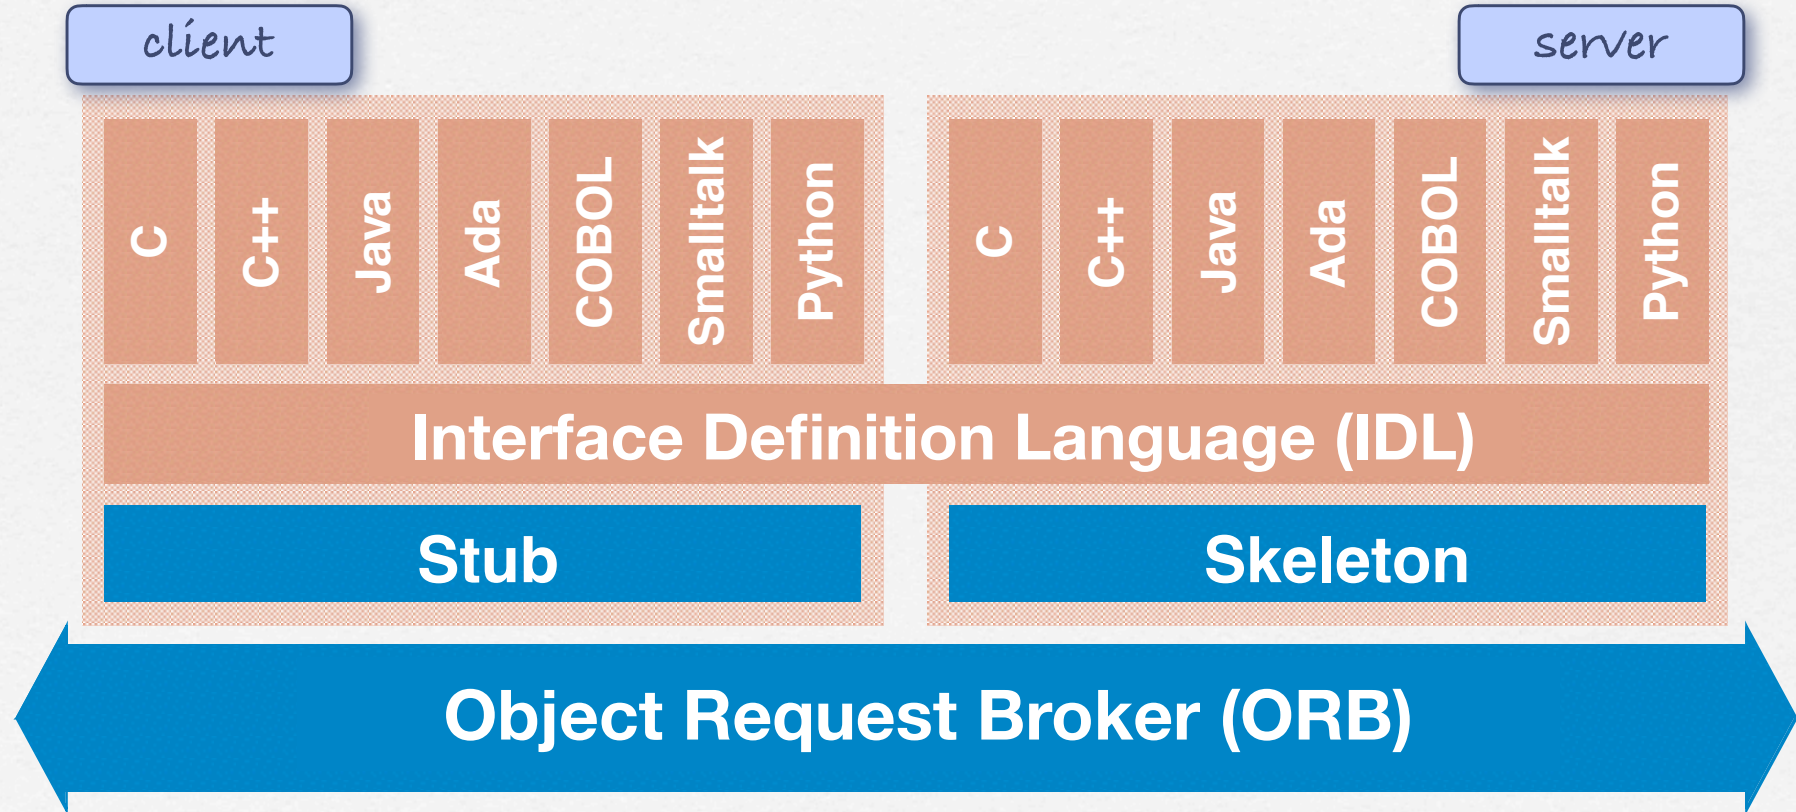 client
server
C
C++
Java
Ada
COBOL
Smalltalk
Python
C
C++
Java
Ada
COBOL
Smalltalk
Python
Interface Definition Language (IDL)
Stub
Skeleton
Object Request Broker (ORB)